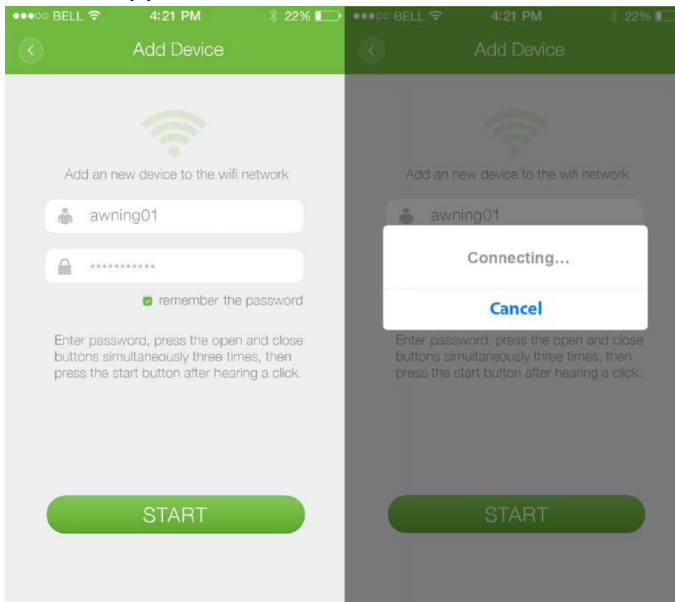 BELL 4:21 PM 22%
Add Device
Add an new device to the wifi network
awning01
***********
remember the password
Enter password, press the open and close
buttons simultaneously three times, then
press the start button after hearing a click.
START
BELL 4:21 PM 22%
Add Device
Add an new device to the wifi network
awning01
Connecting...
Cancel
Enter password, press the open and close
buttons simultaneously three times, then
press the start button after hearing a click.
START